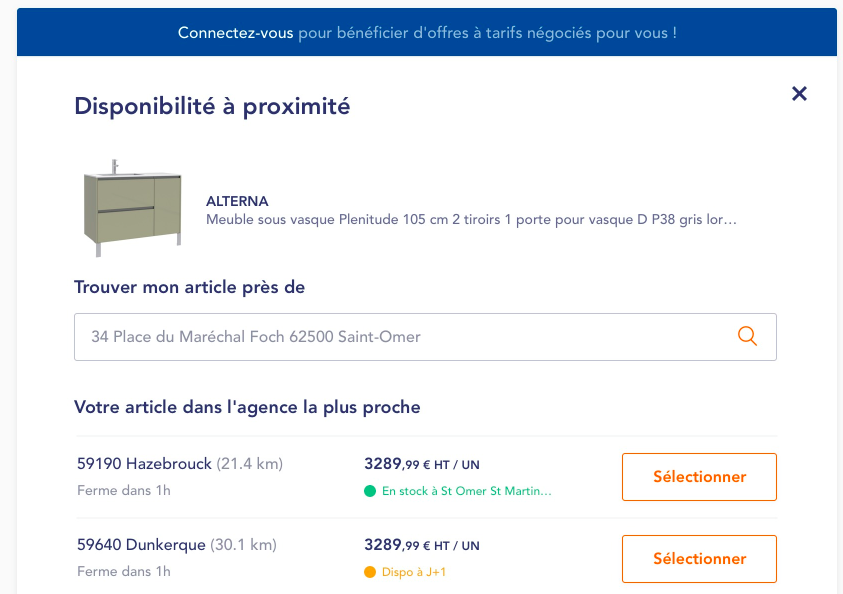 Connectez-vous pour bénéficier d'offres à tarifs négociés pour vous !
Disponibilité à proximité
ALTERNA
Meuble sous vasque Plenitude 105 cm 2 tiroirs 1 porte pour vasque D P38 gris lor…
Trouver mon article près de
34 Place du Maréchal Foch 62500 Saint-Omer
Votre article dans l'agence la plus proche
59190 Hazebrouck (21.4 km)
3289,99 € HT / UN
Sélectionner
Ferme dans 1h
En stock à St Omer St Martin…
59640 Dunkerque (30.1 km)
3289,99 € HT / UN
Sélectionner
Ferme dans 1h
Dispo à J+1